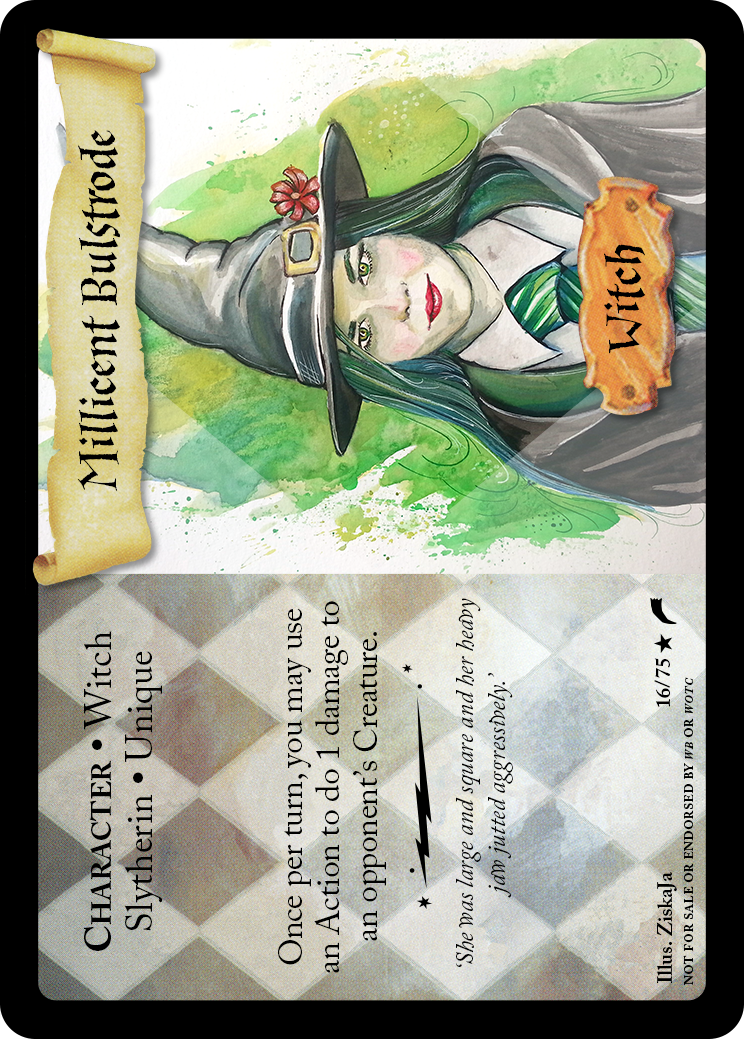 Millicent Bulstrode
Witch
CHARACTER • Witch
Slytherin • Unique
Once per turn, you may use
an Action to do 1 damage to
an opponent's Creature.
'She was large and square and her heavy
jaw jutted aggressively.'
Illus. ZiskaJa
16/75 ★
NOT FOR SALE OR ENDORSED BY WB OR WOTC